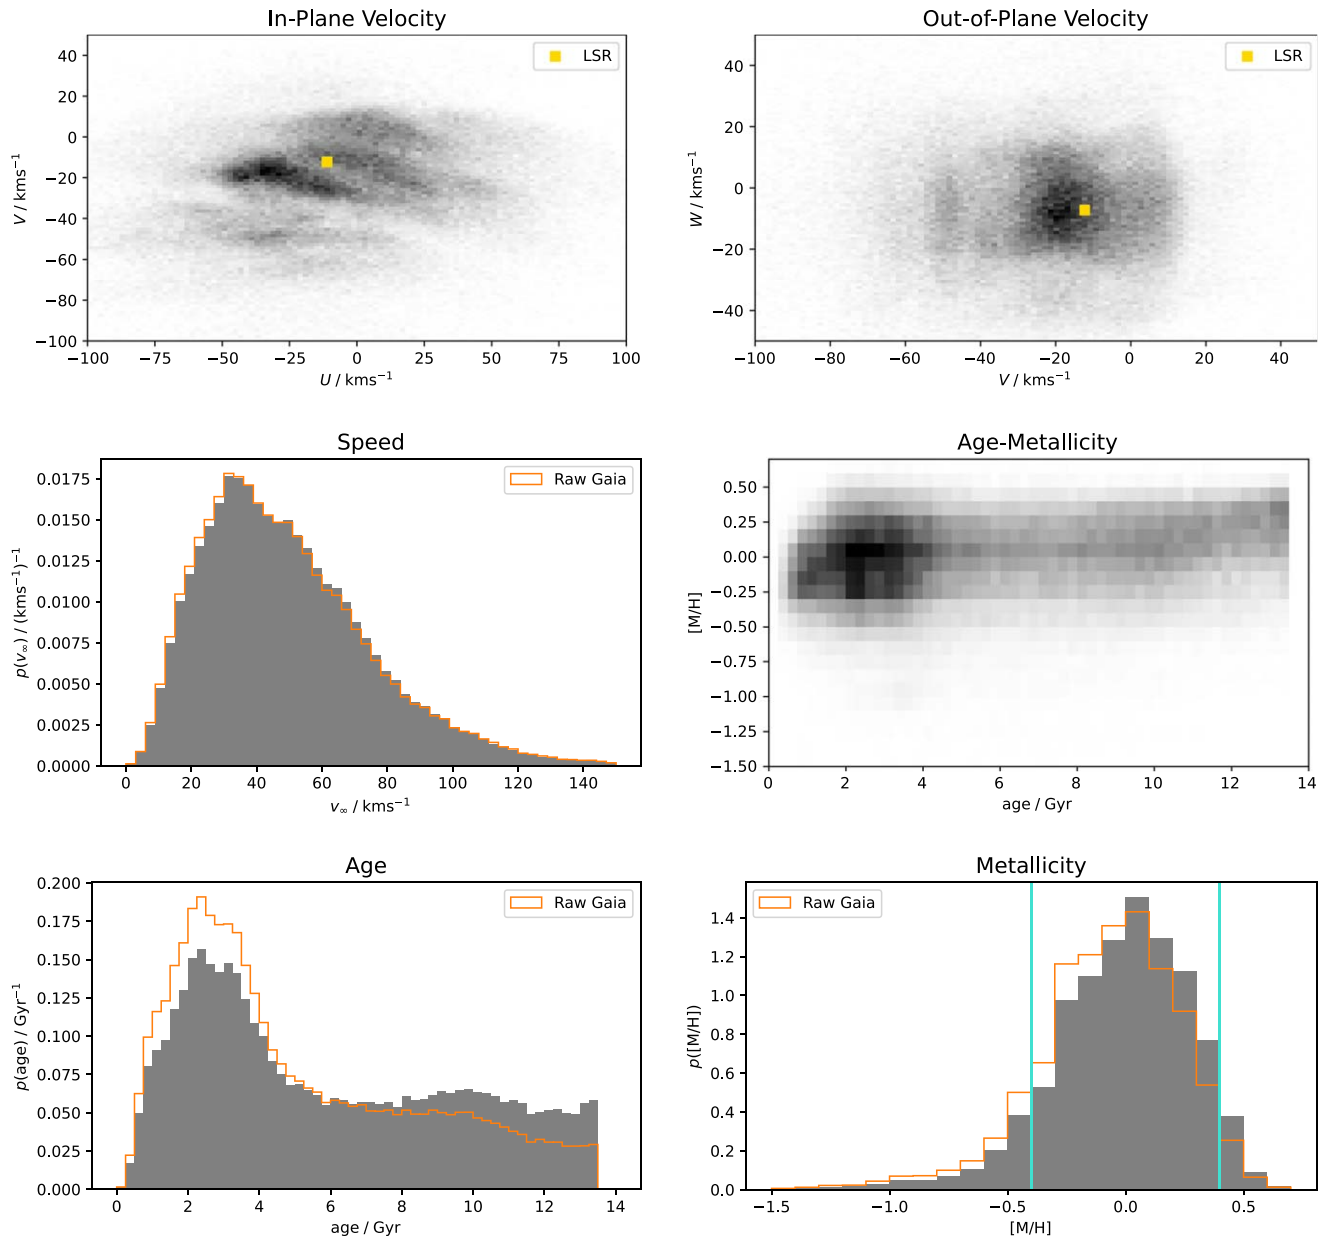 In-Plane Velocity
LSR
V / kms⁻¹
40
20
0
−20
−40
−60
−80
−100
−100 −75 −50 −25 0 25 50 75 100
U / kms⁻¹
Out-of-Plane Velocity
LSR
W / kms⁻¹
40
20
0
−20
−40
−100 −80 −60 −40 −20 0 20 40
V / kms⁻¹
Speed
Raw Gaia
p(v∞) / (kms⁻¹)⁻¹
0.0175
0.0150
0.0125
0.0100
0.0075
0.0050
0.0025
0.0000
0 20 40 60 80 100 120 140
v∞ / kms⁻¹
Age-Metallicity
[M/H]
0.50
0.25
0.00
−0.25
−0.50
−0.75
−1.00
−1.25
−1.50
0 2 4 6 8 10 12 14
age / Gyr
Age
Raw Gaia
p(age) / Gyr⁻¹
0.200
0.175
0.150
0.125
0.100
0.075
0.050
0.025
0.000
0 2 4 6 8 10 12 14
age / Gyr
Metallicity
Raw Gaia
p([M/H])
1.4
1.2
1.0
0.8
0.6
0.4
0.2
0.0
−1.5 −1.0 −0.5 0.0 0.5
[M/H]